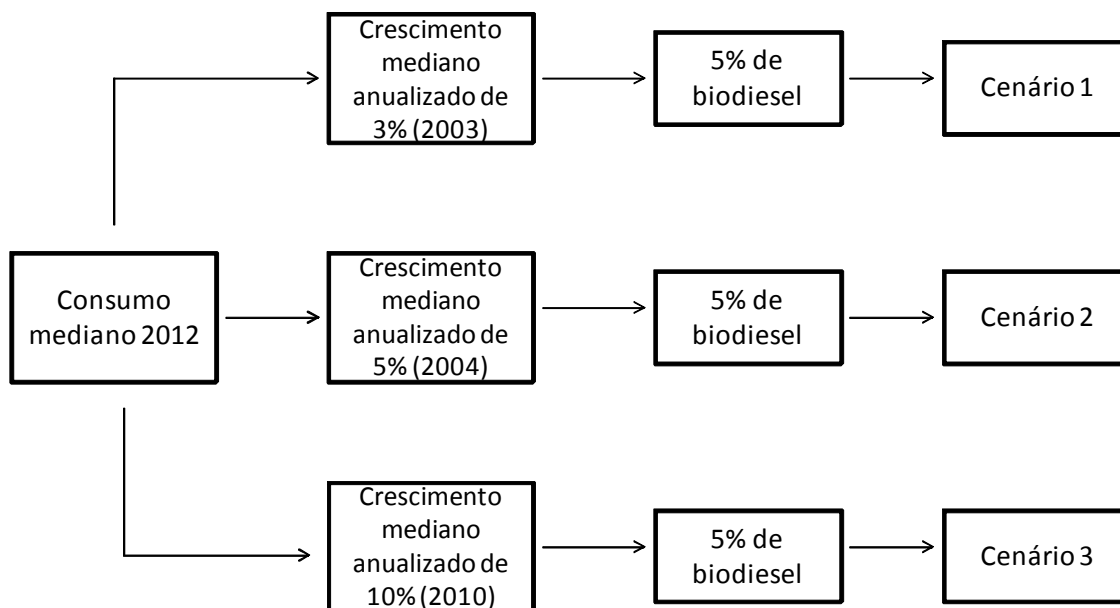 Crescimento
mediano
anualizado de
3% (2003)
5% de
biodiesel
Cenário 1
Consumo
mediano 2012
Crescimento
mediano
anualizado de
5% (2004)
5% de
biodiesel
Cenário 2
Crescimento
mediano
anualizado de
10% (2010)
5% de
biodiesel
Cenário 3